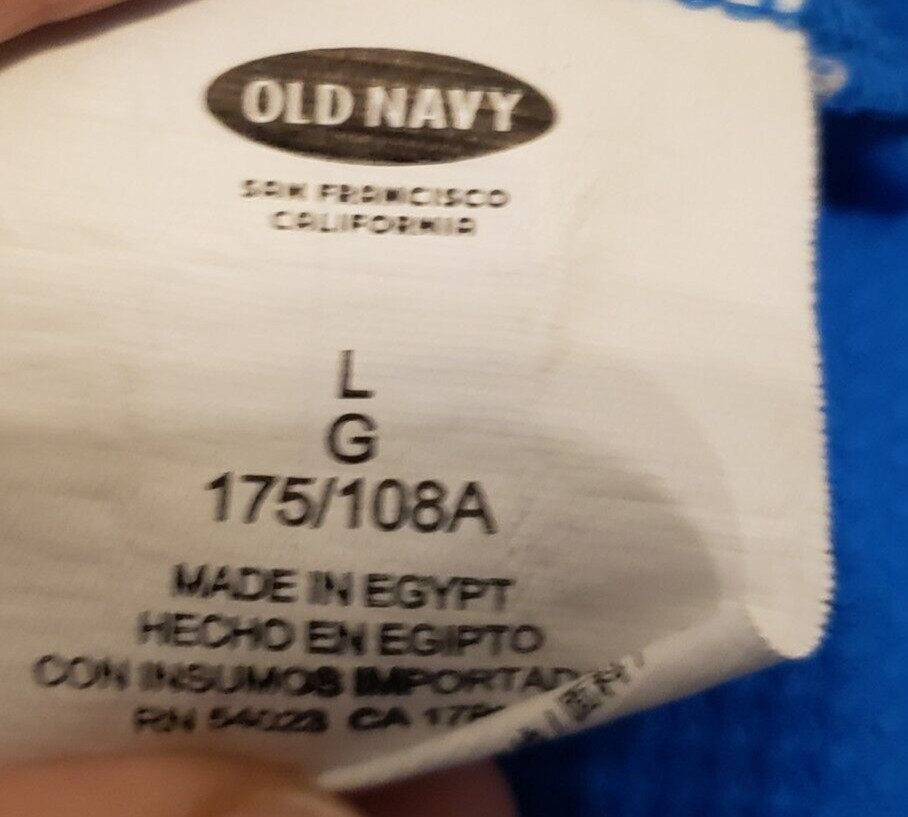 OLD NAVY
SAN FRANCISCO
CALIFORNIA
L
G
175/108A
MADE IN EGYPT
HECHO EN EGIPTO
CON INSUMOS
RN 54023 CA